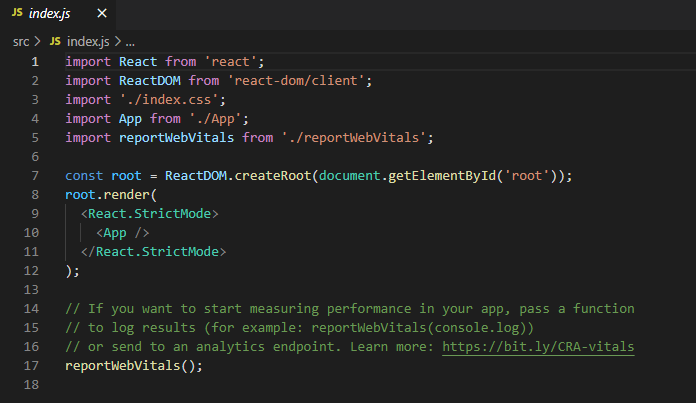 JS index.js ×
src > JS index.js > ...
1 import React from 'react';
2 import ReactDOM from 'react-dom/client';
3 import './index.css';
4 import App from './App';
5 import reportWebVitals from './reportWebVitals';
6
7 const root = ReactDOM.createRoot(document.getElementById('root'));
8 root.render(
9   <React.StrictMode>
10     <App />
11   </React.StrictMode>
12 );
13
14 // If you want to start measuring performance in your app, pass a function
15 // to log results (for example: reportWebVitals(console.log))
16 // or send to an analytics endpoint. Learn more: https://bit.ly/CRA-vitals
17 reportWebVitals();
18